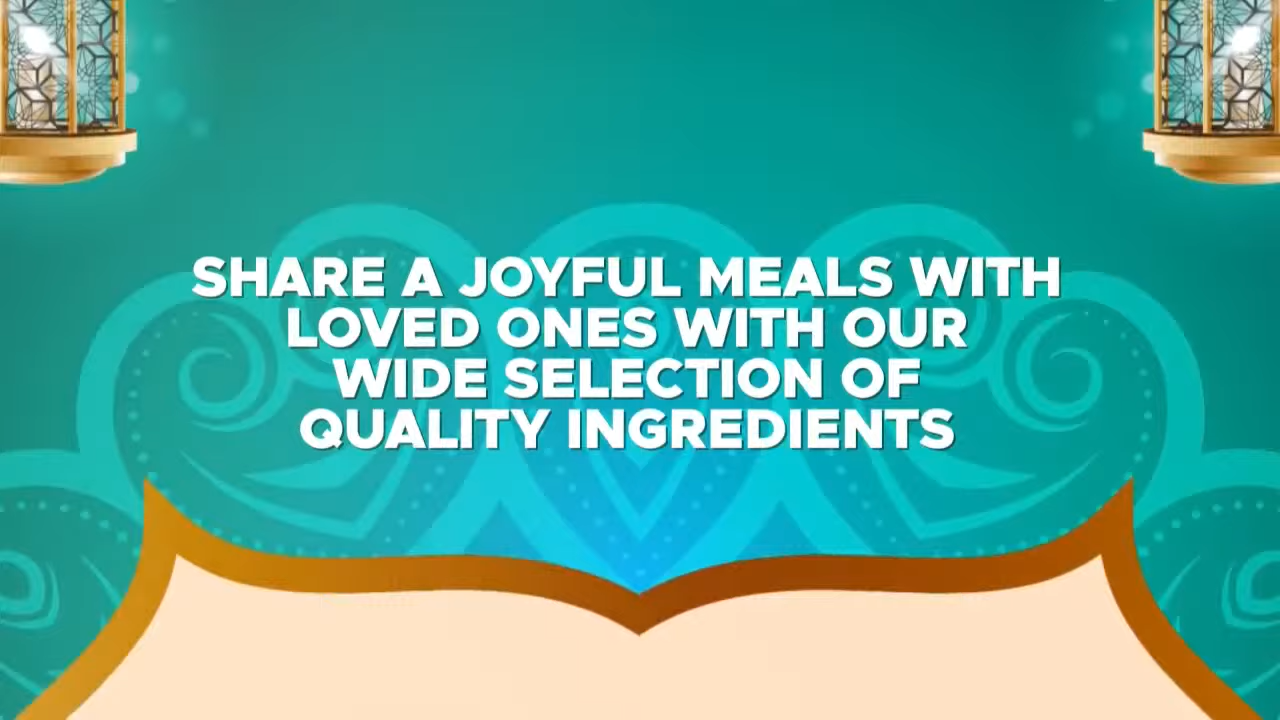 SHARE A JOYFUL MEALS WITH
LOVED ONES WITH OUR
WIDE SELECTION OF
QUALITY INGREDIENTS